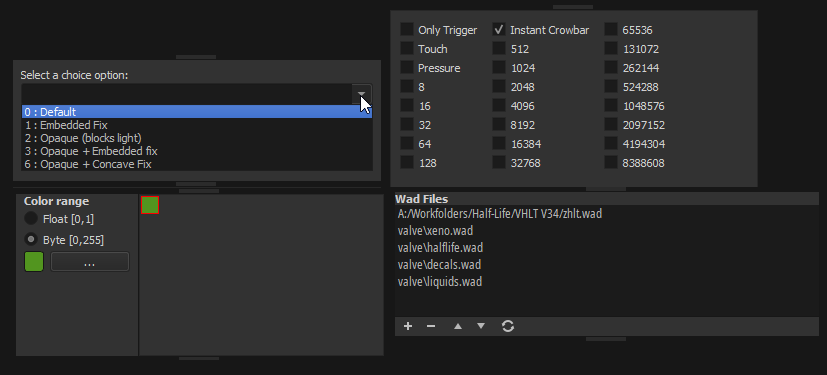 Select a choice option:
0 : Default
1 : Embedded Fix
2 : Opaque (blocks light)
3 : Opaque + Embedded fix
6 : Opaque + Concave Fix
Only Trigger
Instant Crowbar
65536
Touch
512
131072
Pressure
1024
262144
8
2048
524288
16
4096
1048576
32
8192
2097152
64
16384
4194304
128
32768
8388608
Color range
Float [0,1]
Byte [0,255]
...
Wad Files
A:/Workfolders/Half-Life/VHLT V34/zhlt.wad
valve\xeno.wad
valve\halflife.wad
valve\decals.wad
valve\liquids.wad